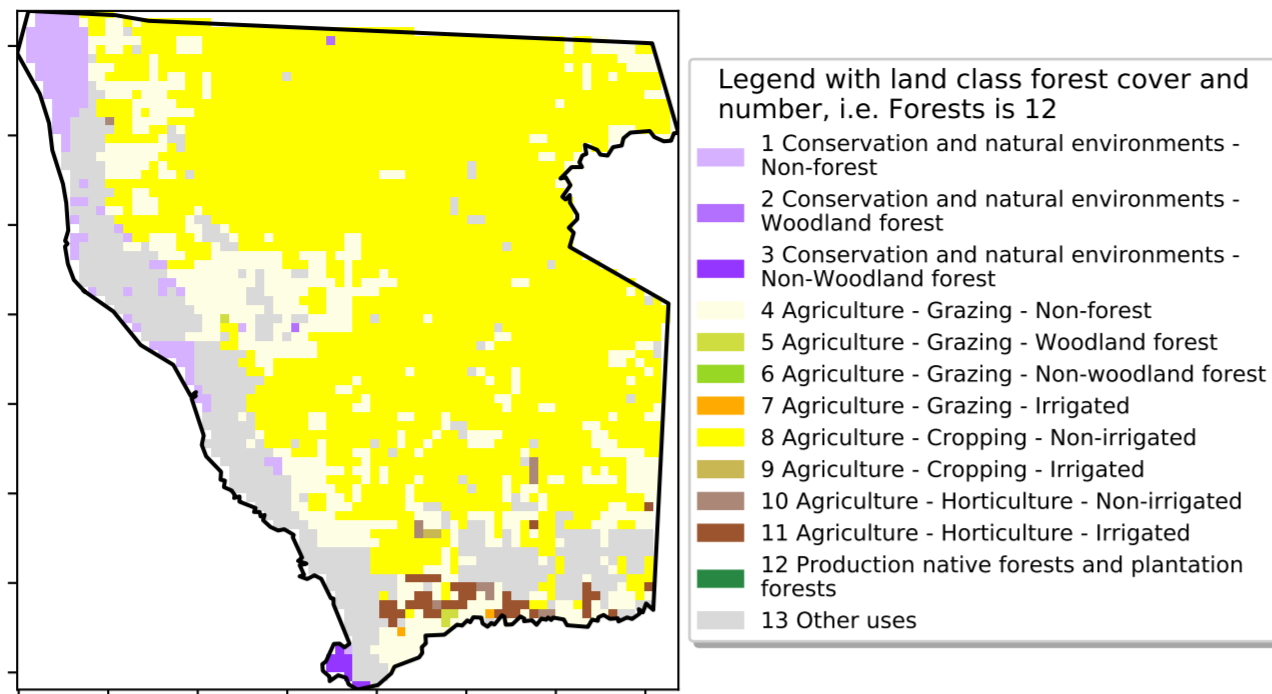 Legend with land class forest cover and
number, i.e. Forests is 12
1 Conservation and natural environments -
Non-forest
2 Conservation and natural environments -
Woodland forest
3 Conservation and natural environments -
Non-Woodland forest
4 Agriculture - Grazing - Non-forest
5 Agriculture - Grazing - Woodland forest
6 Agriculture - Grazing - Non-woodland forest
7 Agriculture - Grazing - Irrigated
8 Agriculture - Cropping - Non-irrigated
9 Agriculture - Cropping - Irrigated
10 Agriculture - Horticulture - Non-irrigated
11 Agriculture - Horticulture - Irrigated
12 Production native forests and plantation
forests
13 Other uses